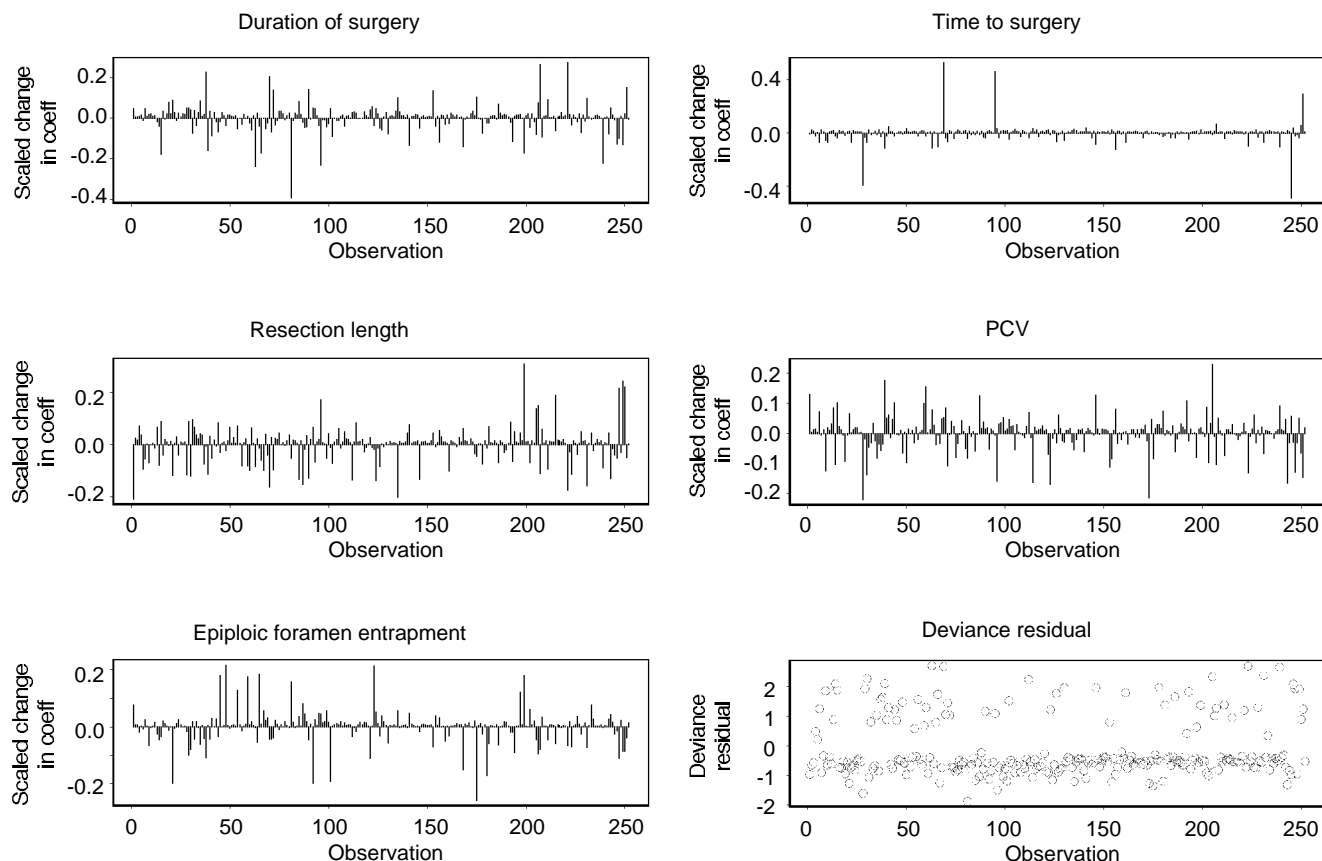 Duration of surgery
Scaled change
in coeff
0.2
0.0
-0.2
-0.4
0 50 100 150 200 250
Observation
Time to surgery
Scaled change
in coeff
0.4
0.0
-0.4
0 50 100 150 200 250
Observation
Resection length
Scaled change
in coeff
0.2
0.0
-0.2
0 50 100 150 200 250
Observation
PCV
Scaled change
in coeff
0.2
0.1
0.0
-0.1
-0.2
0 50 100 150 200 250
Observation
Epiploic foramen entrapment
Scaled change
in coeff
0.2
0.0
-0.2
0 50 100 150 200 250
Observation
Deviance residual
Deviance
residual
2
1
0
-1
-2
0 50 100 150 200 250
Observation